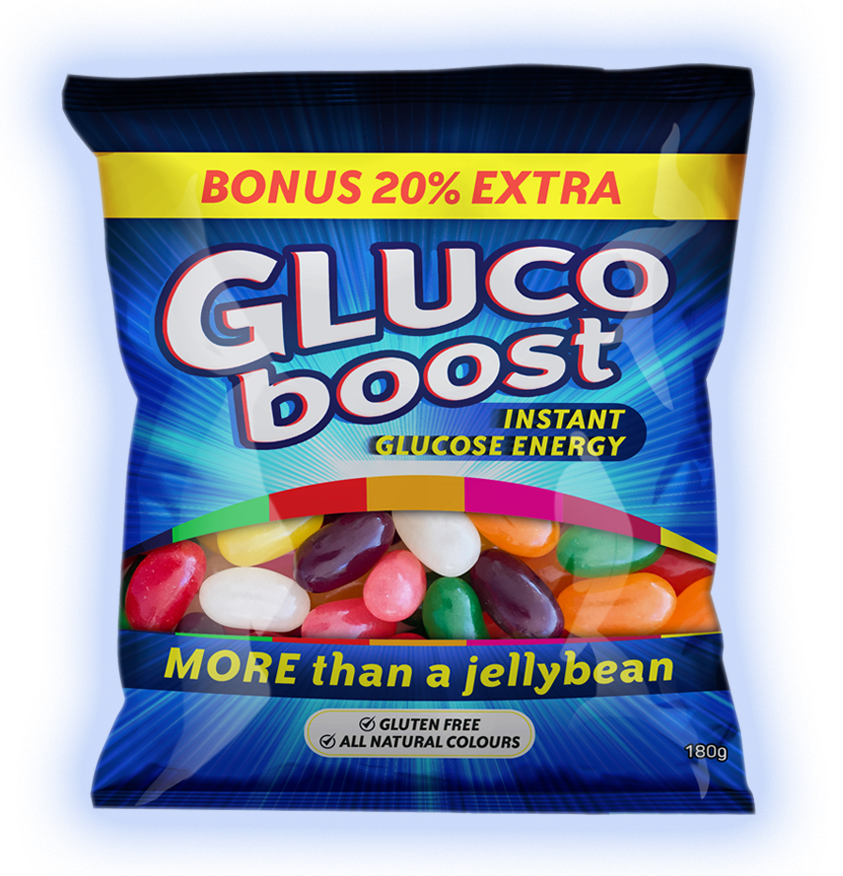 BONUS 20% EXTRA
GLUCO
boost
INSTANT
GLUCOSE ENERGY
MORE than a jellybean
GLUTEN FREE
ALL NATURAL COLOURS
180g